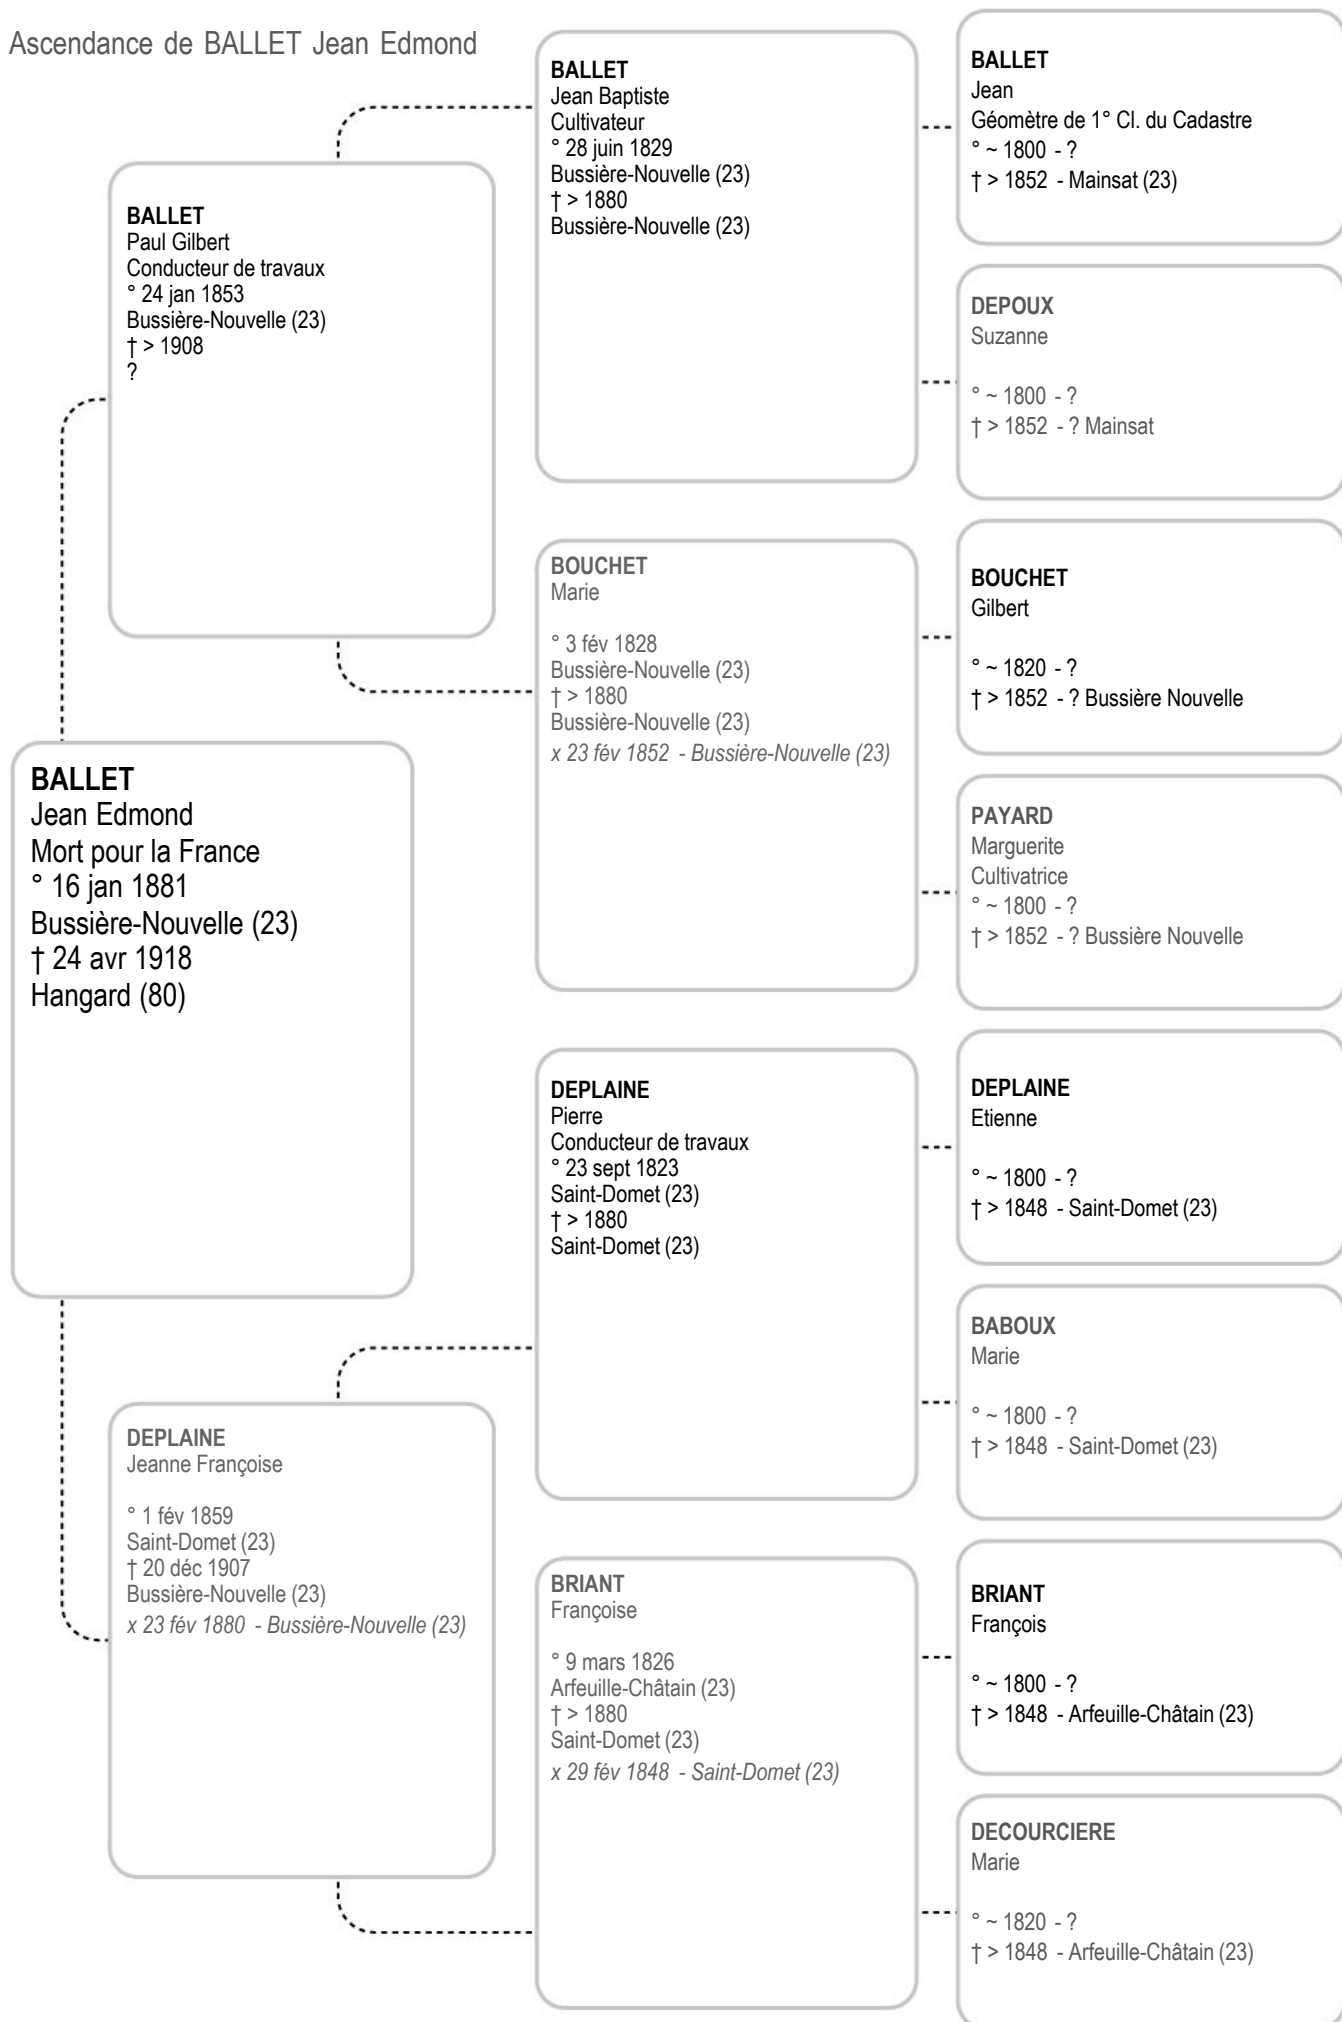 Ascendance de BALLET Jean Edmond
BALLET
Jean Edmond
Mort pour la France
° 16 jan 1881
Bussière-Nouvelle (23)
† 24 avr 1918
Hangard (80)
BALLET
Paul Gilbert
Conducteur de travaux
° 24 jan 1853
Bussière-Nouvelle (23)
† > 1908
?
DEPLAINE
Jeanne Françoise
° 1 fév 1859
Saint-Domet (23)
† 20 déc 1907
Bussière-Nouvelle (23)
x 23 fév 1880 - Bussière-Nouvelle (23)
BALLET
Jean Baptiste
Cultivateur
° 28 juin 1829
Bussière-Nouvelle (23)
† > 1880
Bussière-Nouvelle (23)
BOUCHET
Marie
° 3 fév 1828
Bussière-Nouvelle (23)
† > 1880
Bussière-Nouvelle (23)
x 23 fév 1852 - Bussière-Nouvelle (23)
DEPLAINE
Pierre
Conducteur de travaux
° 23 sept 1823
Saint-Domet (23)
† > 1880
Saint-Domet (23)
BRIANT
Françoise
° 9 mars 1826
Arfeuille-Châtain (23)
† > 1880
Saint-Domet (23)
x 29 fév 1848 - Saint-Domet (23)
BALLET
Jean
Géomètre de 1° Cl. du Cadastre
° ~ 1800 - ?
† > 1852 - Mainsat (23)
DEPOUX
Suzanne
° ~ 1800 - ?
† > 1852 - ? Mainsat
BOUCHET
Gilbert
° ~ 1820 - ?
† > 1852 - ? Bussière Nouvelle
PAYARD
Marguerite
Cultivatrice
° ~ 1800 - ?
† > 1852 - ? Bussière Nouvelle
DEPLAINE
Etienne
° ~ 1800 - ?
† > 1848 - Saint-Domet (23)
BABOUX
Marie
° ~ 1800 - ?
† > 1848 - Saint-Domet (23)
BRIANT
François
° ~ 1800 - ?
† > 1848 - Arfeuille-Châtain (23)
DECOURCIERE
Marie
° ~ 1820 - ?
† > 1848 - Arfeuille-Châtain (23)